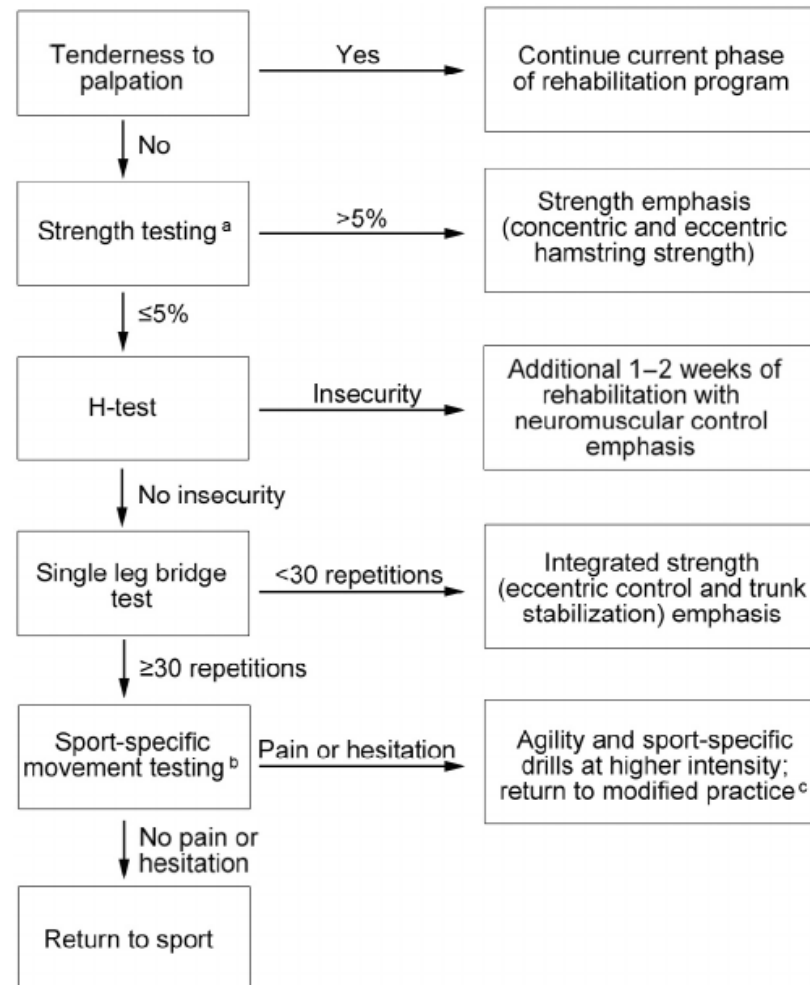 Tenderness to
palpation
Yes
Continue current phase
of rehabilitation program
No
Strength testing a
>5%
Strength emphasis
(concentric and eccentric
hamstring strength)
≤5%
H-test
Insecurity
Additional 1–2 weeks of
rehabilitation with
neuromuscular control
emphasis
No insecurity
Single leg bridge
test
<30 repetitions
Integrated strength
(eccentric control and trunk
stabilization) emphasis
≥30 repetitions
Sport-specific
movement testing b
Pain or hesitation
Agility and sport-specific
drills at higher intensity;
return to modified practice c
No pain or
hesitation
Return to sport